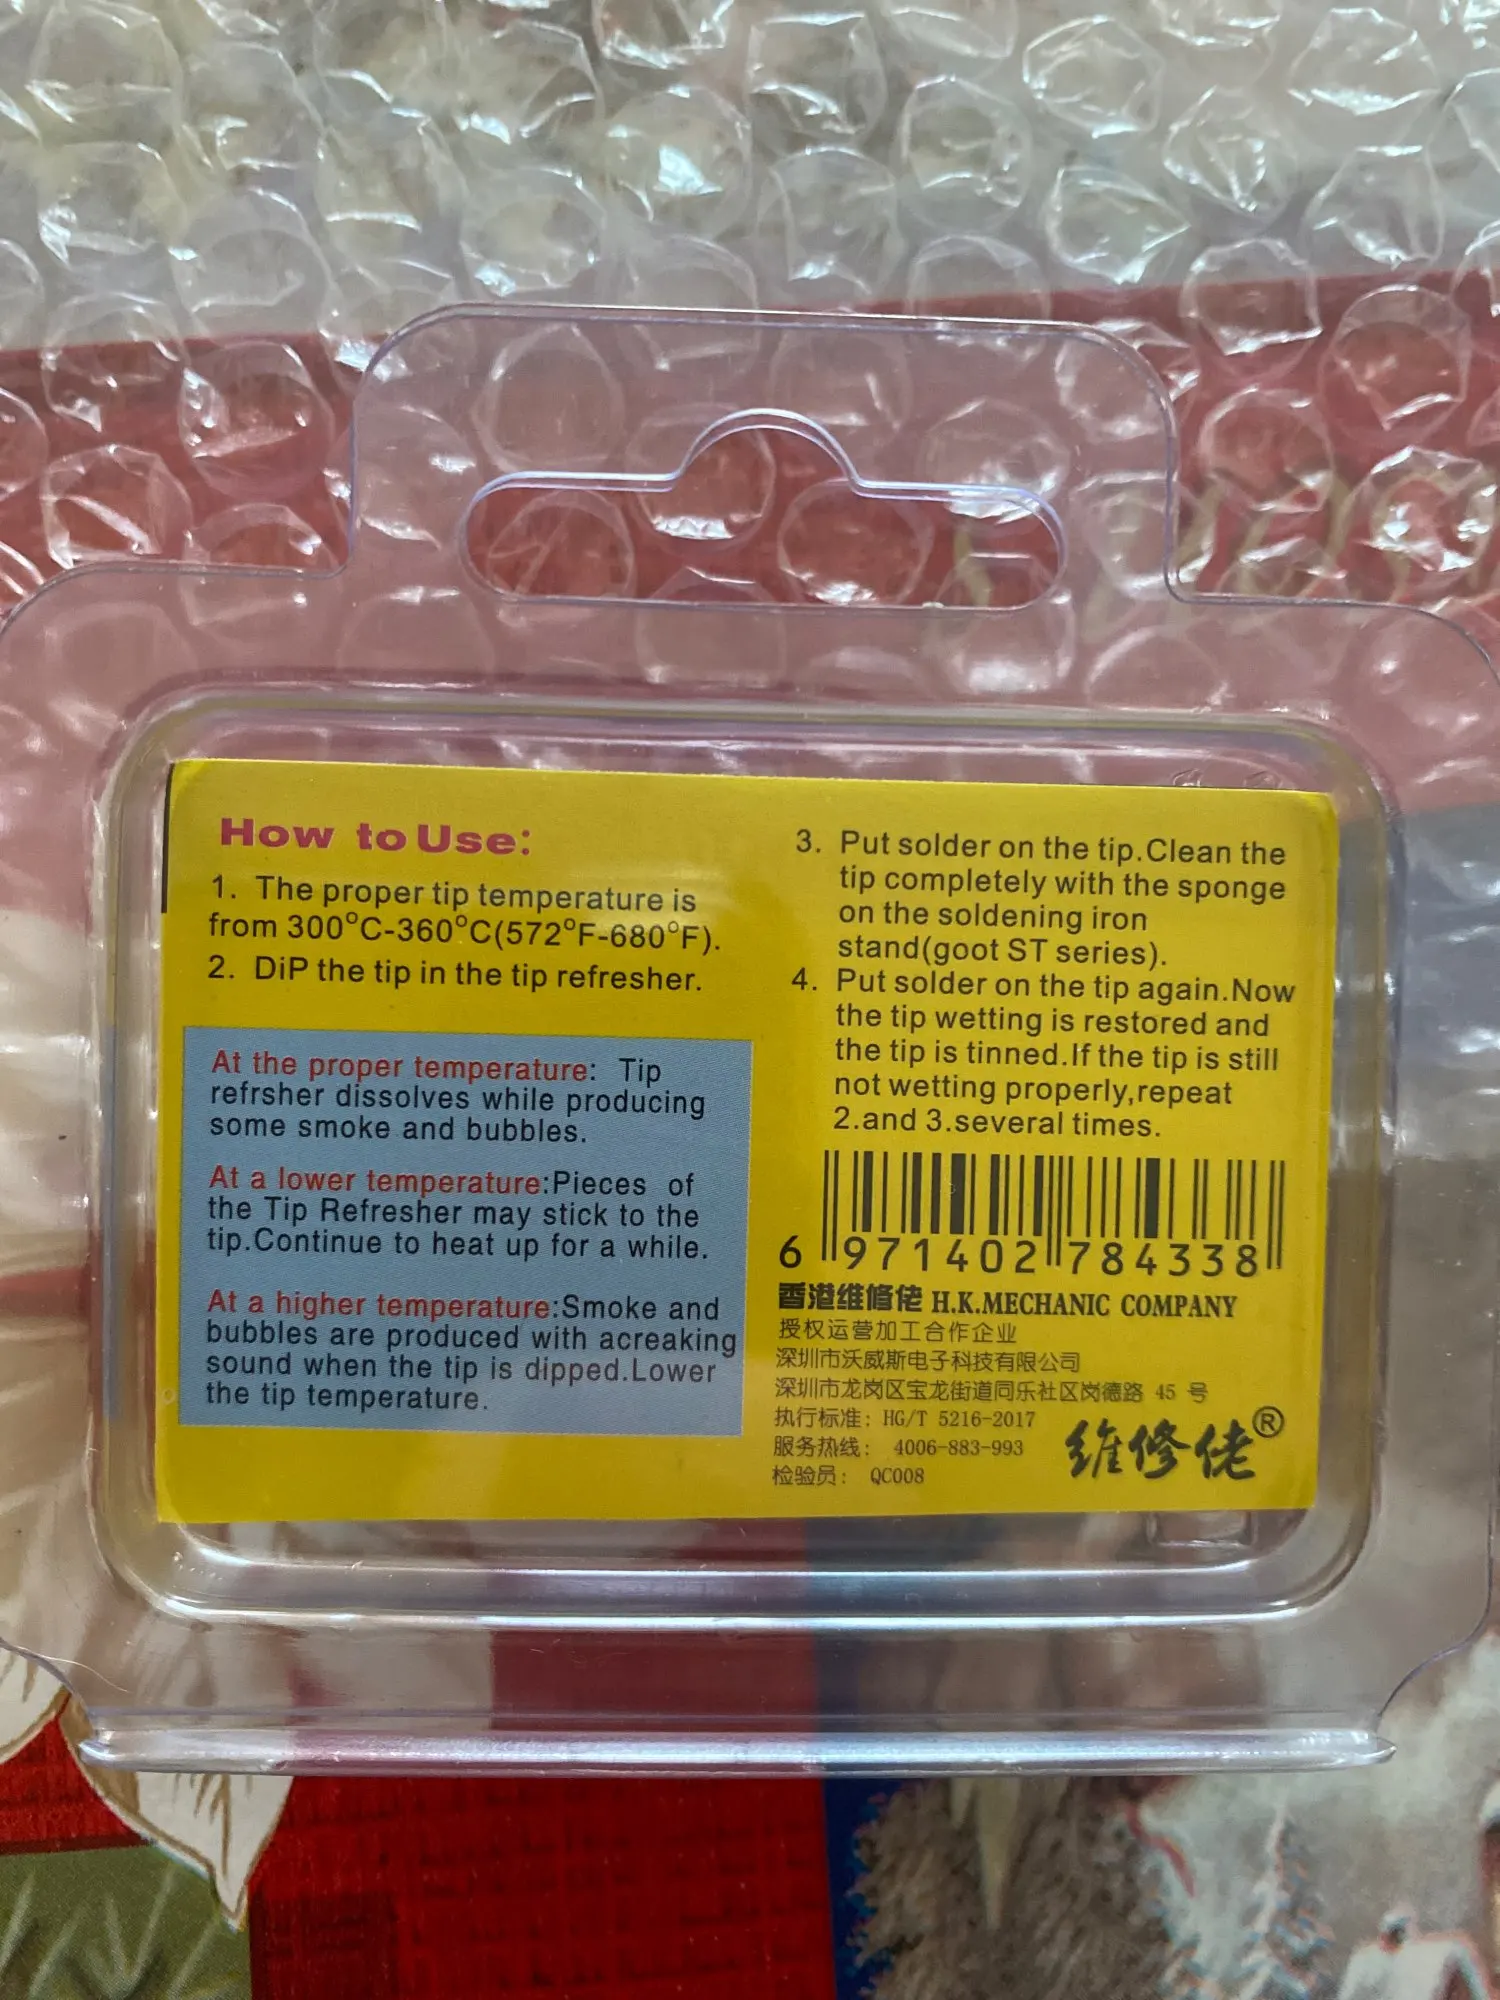 How to Use:
1. The proper tip temperature is
from 300°C-360°C(572°F-680°F).
2. DiP the tip in the tip refresher.
At the proper temperature: Tip
refrsher dissolves while producing
some smoke and bubbles.
At a lower temperature:Pieces of
the Tip Refresher may stick to the
tip.Continue to heat up for a while.
At a higher temperature:Smoke and
bubbles are produced with acreaking
sound when the tip is dipped.Lower
the tip temperature.
3. Put solder on the tip.Clean the
tip completely with the sponge
on the soldening iron
stand(goot ST series).
4. Put solder on the tip again.Now
the tip wetting is restored and
the tip is tinned.If the tip is still
not wetting properly,repeat
2.and 3.several times.
6 971402 784338
香港维修佬 H.K.MECHANIC COMPANY
授权运营加工合作企业
深圳市沃威斯电子科技有限公司
深圳市龙岗区宝龙街道同乐社区岗德路 45 号
执行标准: HG/T 5216-2017
服务热线: 4006-883-993
检验员: QC008
维修佬®